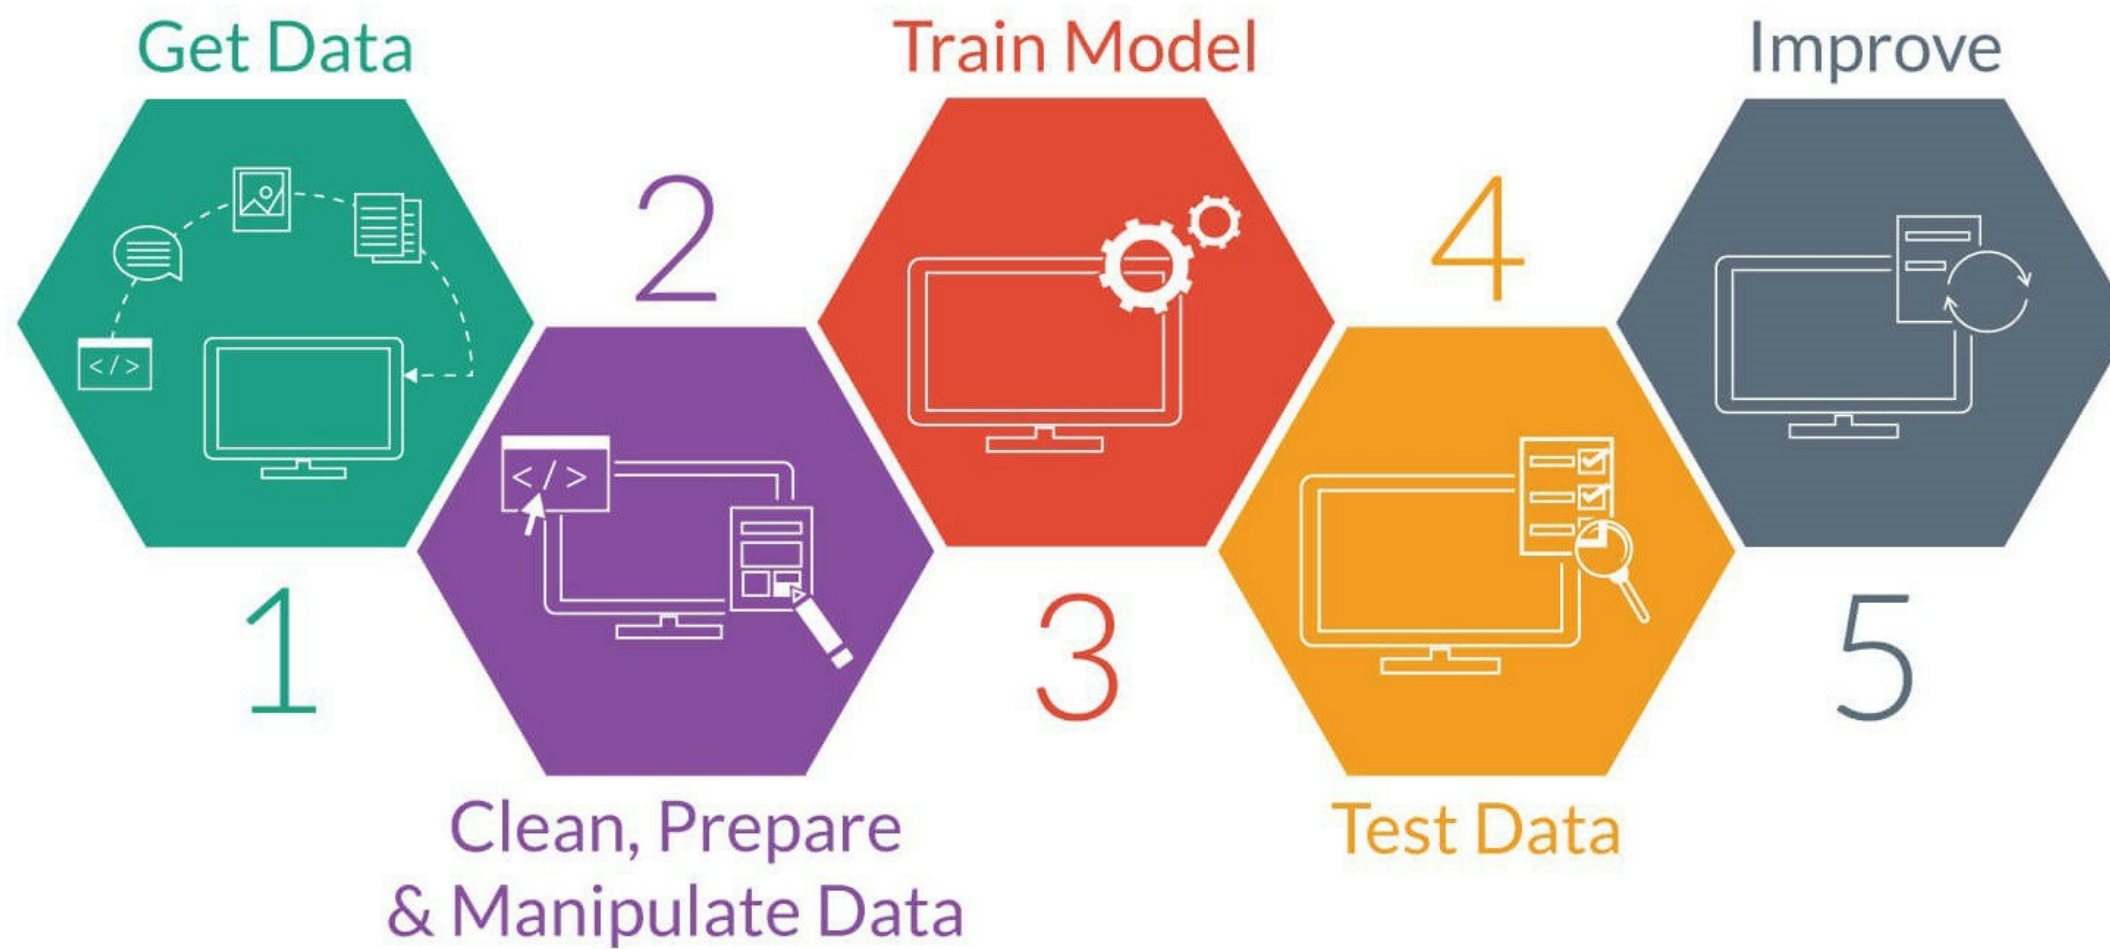 Get Data
</>
1
2
</>
Clean, Prepare
& Manipulate Data
Train Model
3
4
Test Data
Improve
5